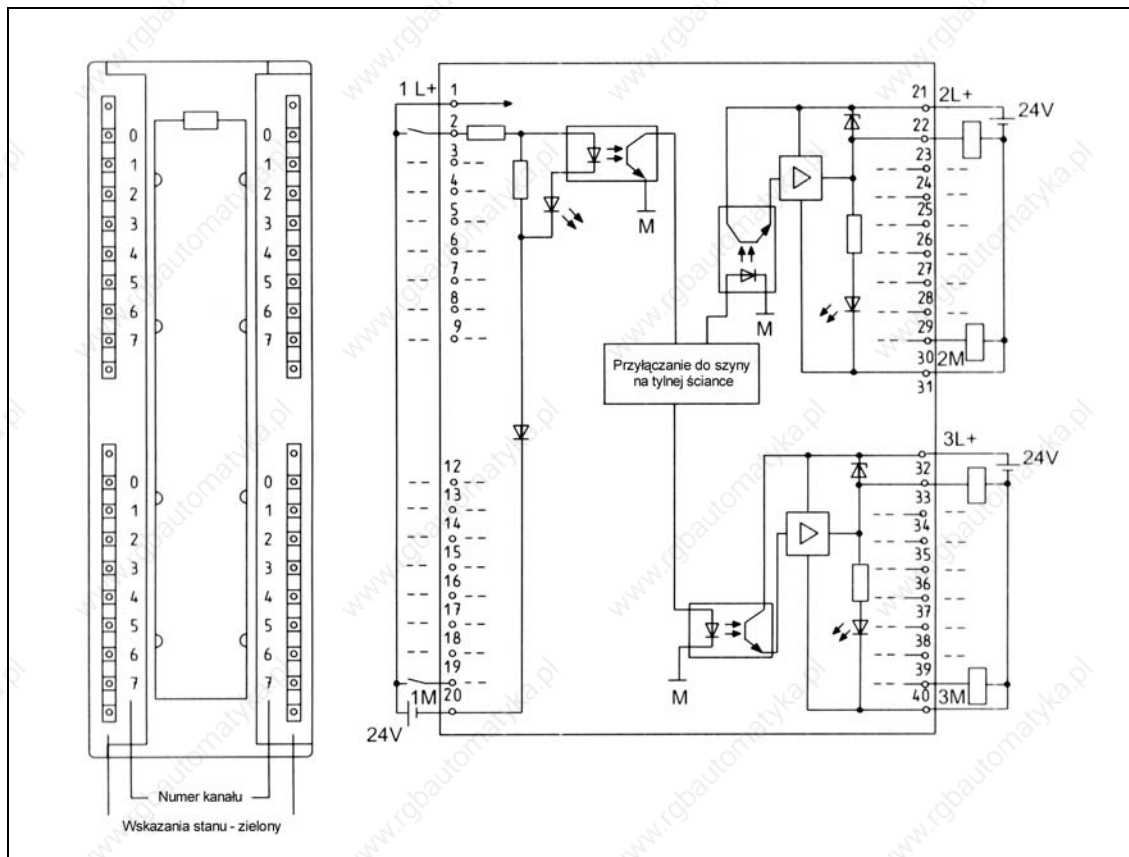 0 0
1 1
2 2
3 3
4 4
5 5
6 6
7 7
0 0
1 1
2 2
3 3
4 4
5 5
6 6
7 7
Numer kanału
Wskazania stanu - zielony
1 L+
1
2
3
4
5
6
7
8
9
12
13
14
15
16
17
18
19
1M 20
24V
M
M
M
Przyłączanie do szyny
na tylnej ściance
21 2L+
24V
22
23
24
25
26
27
28
29
30 2M
31
3L+
32 24V
33
34
35
36
37
38
39
40 3M
www.rgbautomatyka.pl